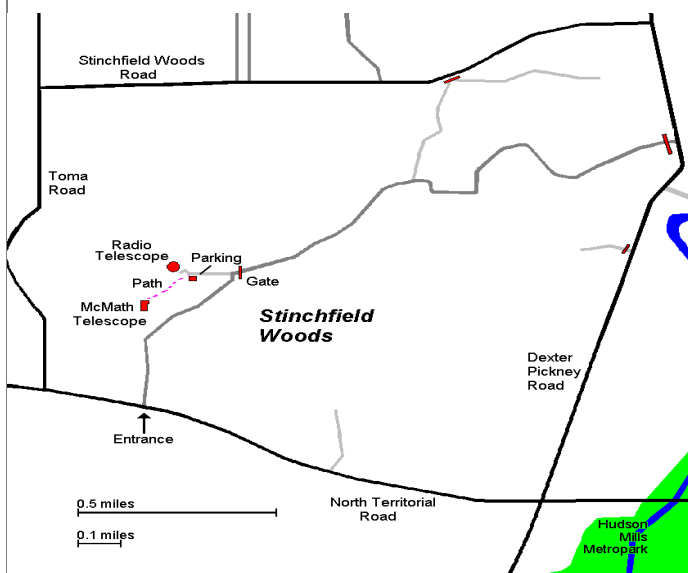 Stinchfield Woods
Road
Toma
Road
Radio
Telescope
Parking
Path
Gate
McMath
Telescope
Stinchfield
Woods
Dexter
Pickney
Road
Entrance
0.5 miles
North Territorial
Road
0.1 miles
Hudson
Mills
Metropark